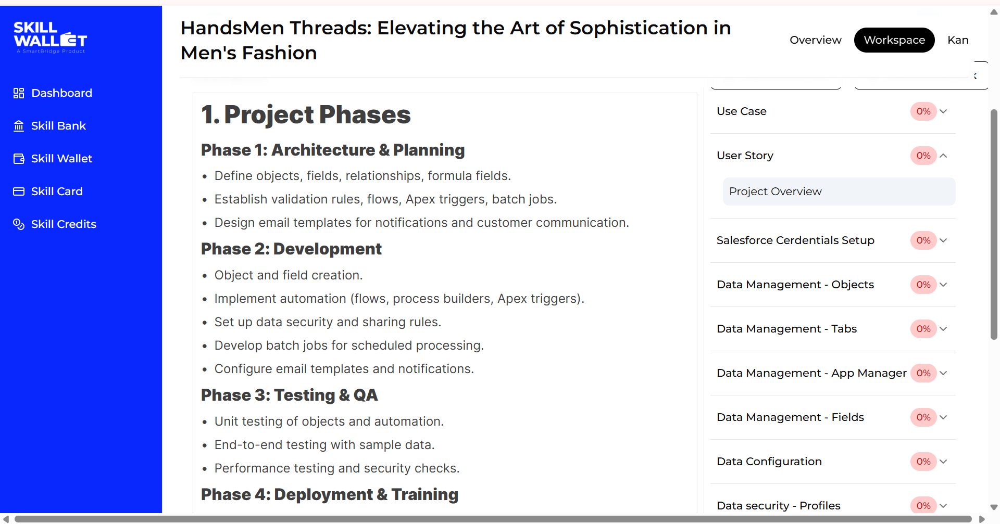 SKILL
WALLET
A SmartBridge Product
Dashboard
Skill Bank
Skill Wallet
Skill Card
Skill Credits
HandsMen Threads: Elevating the Art of Sophistication in
Men's Fashion
Overview
Workspace
Kan
1. Project Phases
Phase 1: Architecture & Planning
• Define objects, fields, relationships, formula fields.
• Establish validation rules, flows, Apex triggers, batch jobs.
• Design email templates for notifications and customer communication.
Phase 2: Development
• Object and field creation.
• Implement automation (flows, process builders, Apex triggers).
• Set up data security and sharing rules.
• Develop batch jobs for scheduled processing.
• Configure email templates and notifications.
Phase 3: Testing & QA
• Unit testing of objects and automation.
• End-to-end testing with sample data.
• Performance testing and security checks.
Phase 4: Deployment & Training
Use Case 0%
User Story 0%
Project Overview
Salesforce Cerdentials Setup 0%
Data Management - Objects 0%
Data Management - Tabs 0%
Data Management - App Manager 0%
Data Management - Fields 0%
Data Configuration 0%
Data security - Profiles 0%